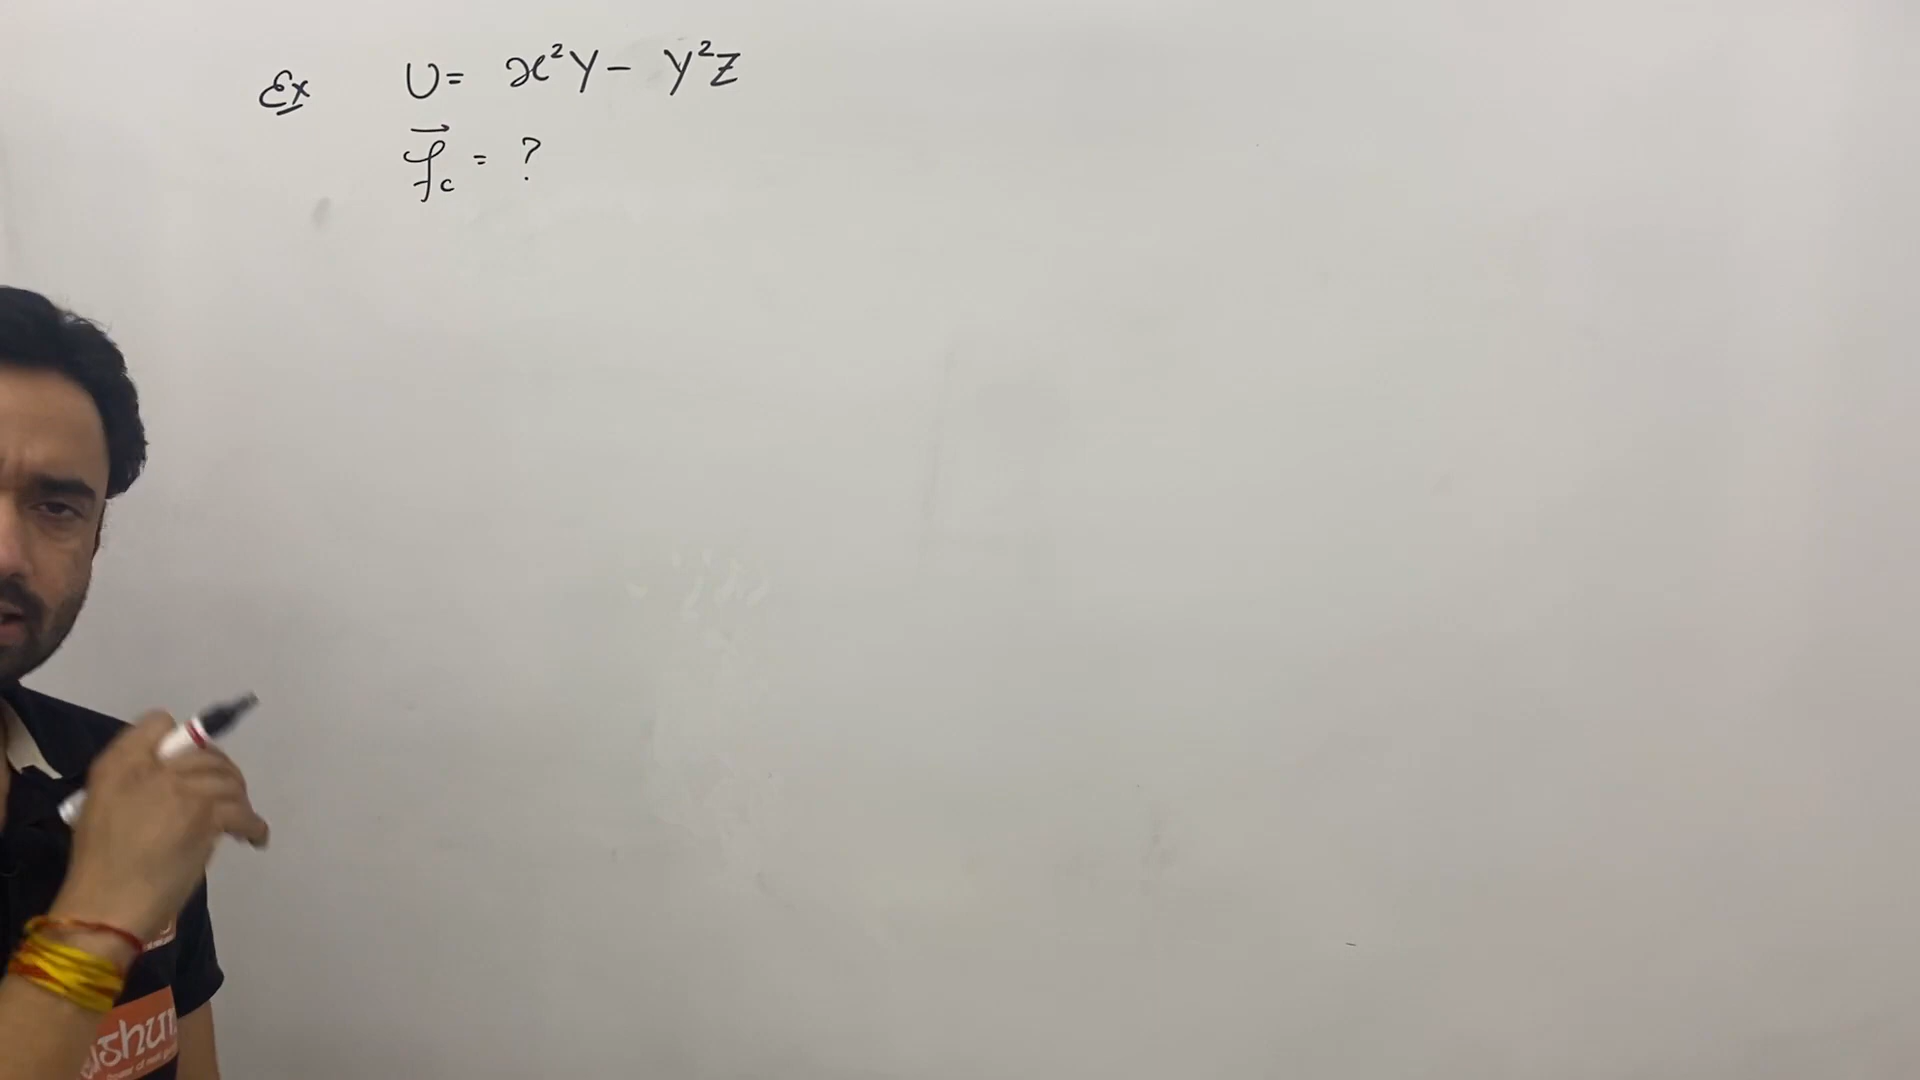 Ex U = x²y - y²z
f⃗c = ?